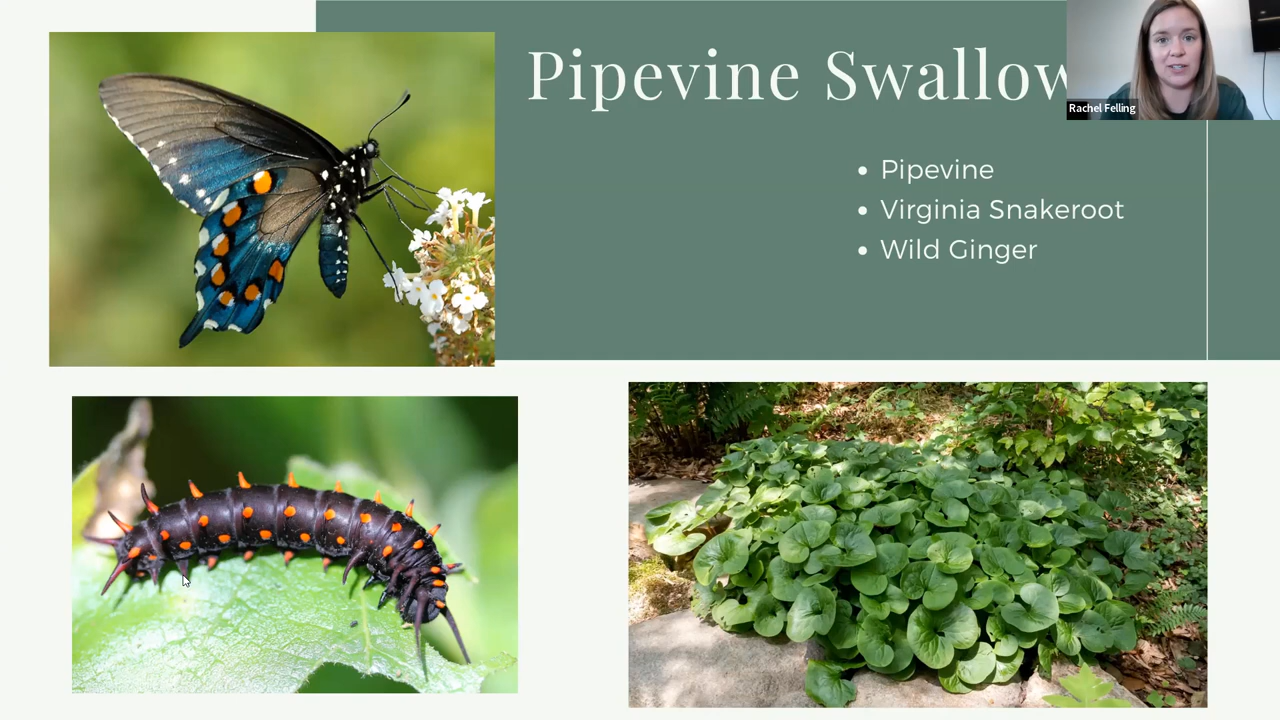 Pipevine Swallow
Rachel Felling
Pipevine
Virginia Snakeroot
Wild Ginger